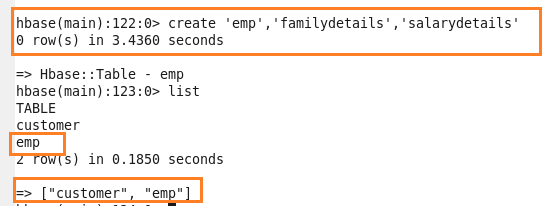 hbase(main):122:0> create 'emp','familydetails','salarydetails'
0 row(s) in 3.4360 seconds
=> Hbase::Table - emp
hbase(main):123:0> list
TABLE
customer
emp
2 row(s) in 0.1850 seconds
=> ["customer", "emp"]